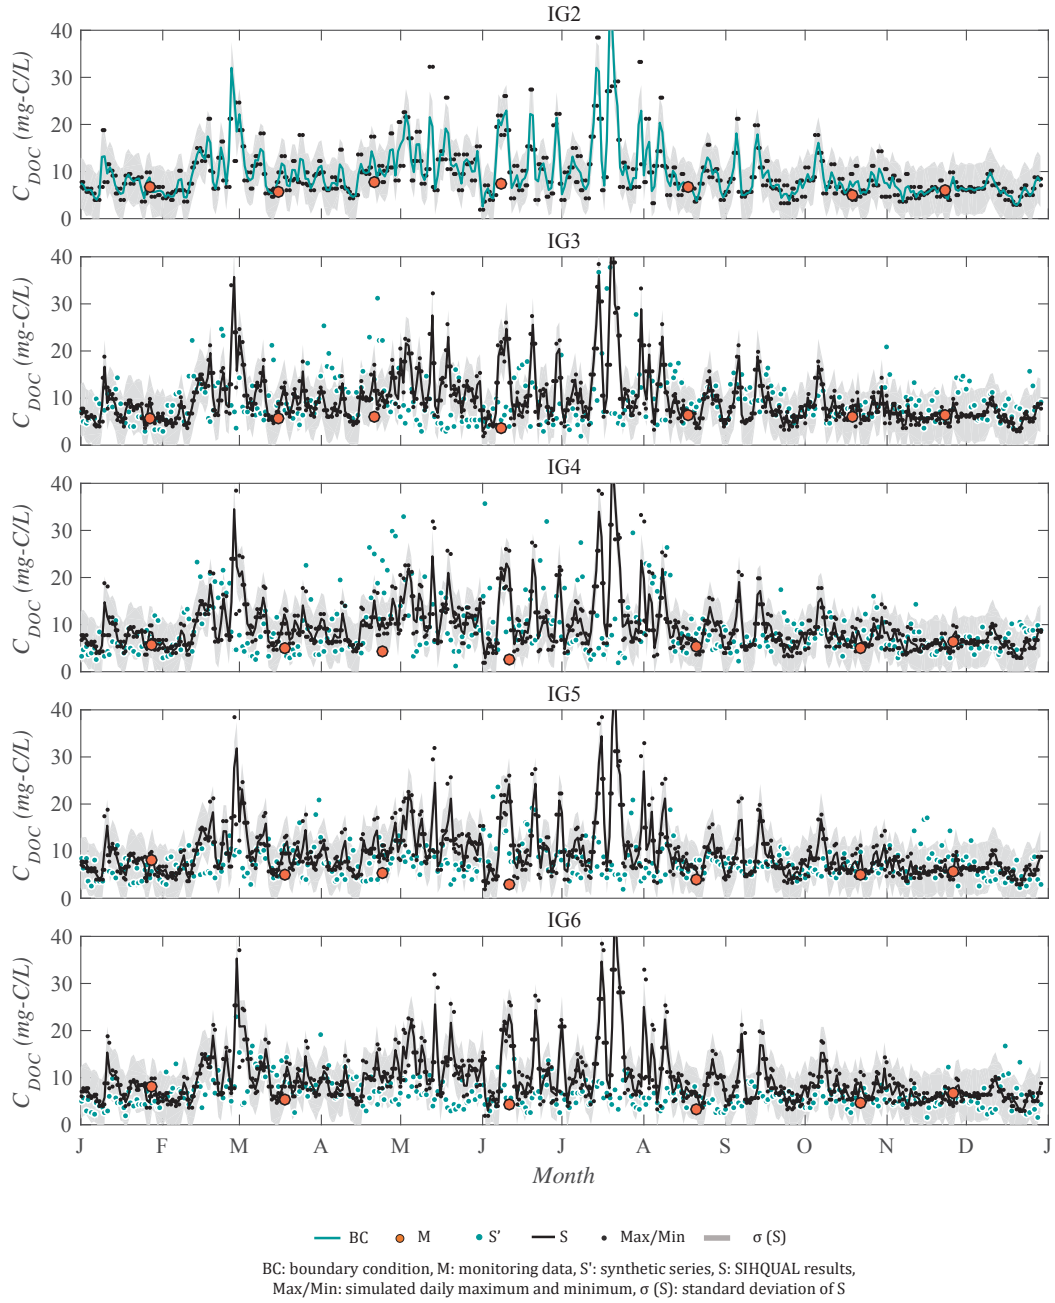 IG2
40
30
20
10
0
C_DOC (mg-C/L)
IG3
40
30
20
10
0
C_DOC (mg-C/L)
IG4
40
30
20
10
0
C_DOC (mg-C/L)
IG5
40
30
20
10
0
C_DOC (mg-C/L)
IG6
40
30
20
10
0
C_DOC (mg-C/L)
J F M A M J J A S O N D J
Month
BC M S' S Max/Min σ (S)
BC: boundary condition, M: monitoring data, S': synthetic series, S: SIHQUAL results,
Max/Min: simulated daily maximum and minimum, σ (S): standard deviation of S